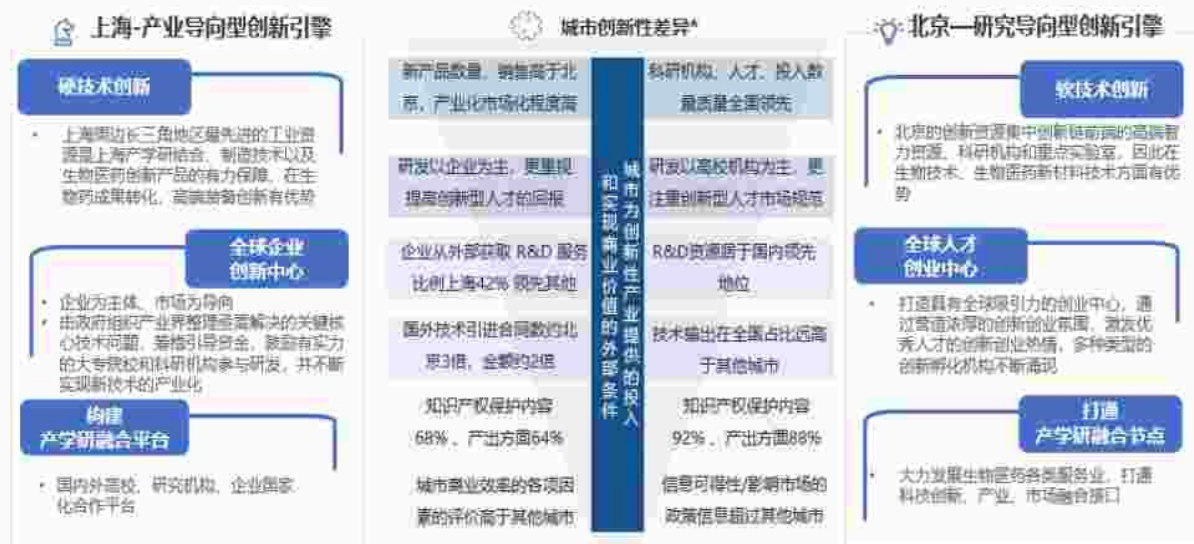 上海-产业导向型创新引擎
硬技术创新
• 上海周边长三角地区最先进的工业资
源是上海产学研结合、制造技术以及
生物医药创新产品的有力保障，在生
物药成果转化、高端装备创新有优势
全球企业
创新中心
• 企业为主体、市场为导向
• 由政府组织产业界整理亟需解决的关键核
心技术问题，筹措引导资金，鼓励有实力
的大专院校和科研机构参与研发，并不断
实现新技术的产业化
构建
产学研融合平台
• 国内外高校、研究机构、企业国家
化合作平台
城市创新性差异*
新产品数量、销售高于北
京，产业化市场化程度高
研发以企业为主，更重视
提高创新型人才的回报
企业从外部获取 R&D 服务
比例上海42% 领先其他
国外技术引进合同数约北
京3倍，金额约2倍
知识产权保护内容
68% 、产出方面64%
城市商业效率的各项因
素的评价高于其他城市
城市为创新性产业提供的投入
和实现商业价值的外部条件
科研机构、人才、投入数
量质量全国领先
研发以高校机构为主，更
注重创新型人才市场规范
R&D资源居于国内领先
地位
技术输出在全国占比远高
于其他城市
知识产权保护内容
92% 、产出方面88%
信息可得性/影响市场的
政策信息超过其他城市
北京—研究导向型创新引擎
软技术创新
• 北京的创新资源集中创新链前端的高端智
力资源、科研机构和重点实验室，因此在
生物技术、生物医药新材料技术方面有优
势
全球人才
创业中心
• 打造具有全球吸引力的创业中心，通
过营造浓厚的创新创业氛围，激发优
秀人才的创新创业热情，多种类型的
创新孵化机构不断涌现
打通
产学研融合节点
• 大力发展生物医药各类服务业，打通
科技创新、产业、市场融合接口